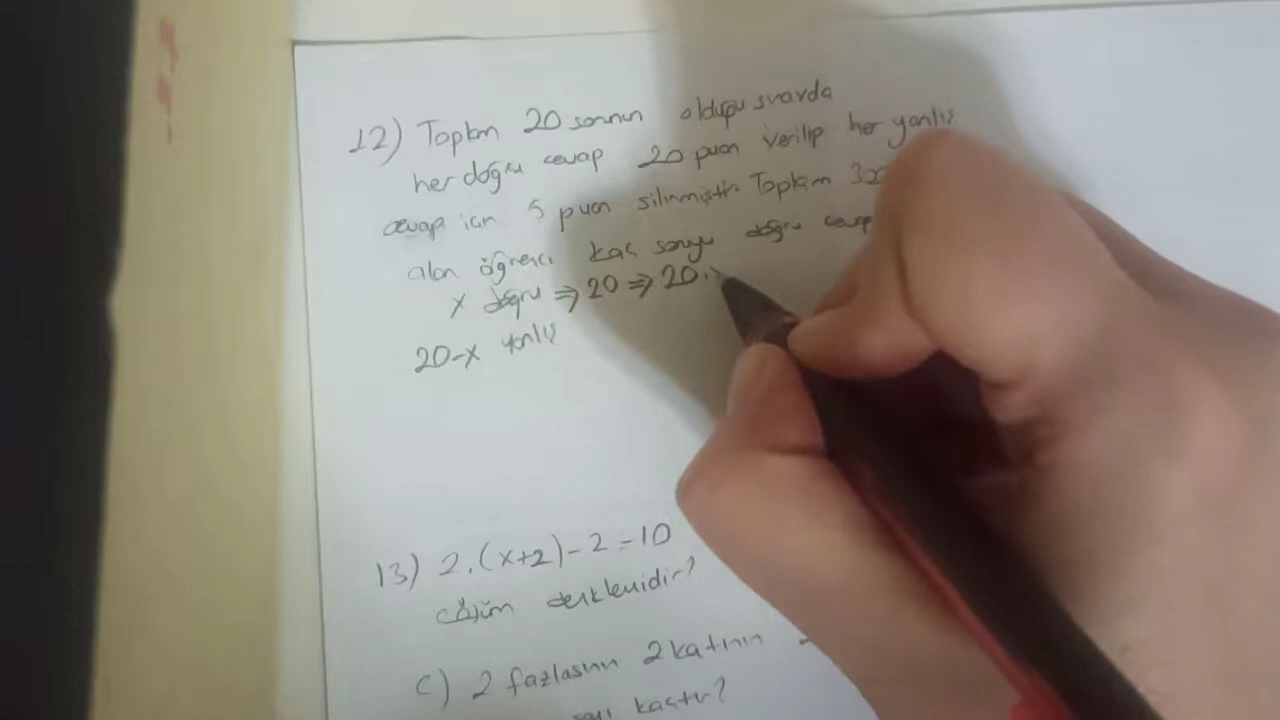 12) Toplam 20 sorunun olduğu sınavda
her doğru cevap 20 puan verilip her yanlış
cevap için 5 puan silinmiştir. Toplam
alan öğrenci kaç soruyu doğru cevap
x doğru ⇒ 20 ⇒ 20.
20-x yanlış
13) 2.(x+2)-2=10
çözüm denklemidir?
C) 2 fazlasının 2 katının
sayı kaçtır?